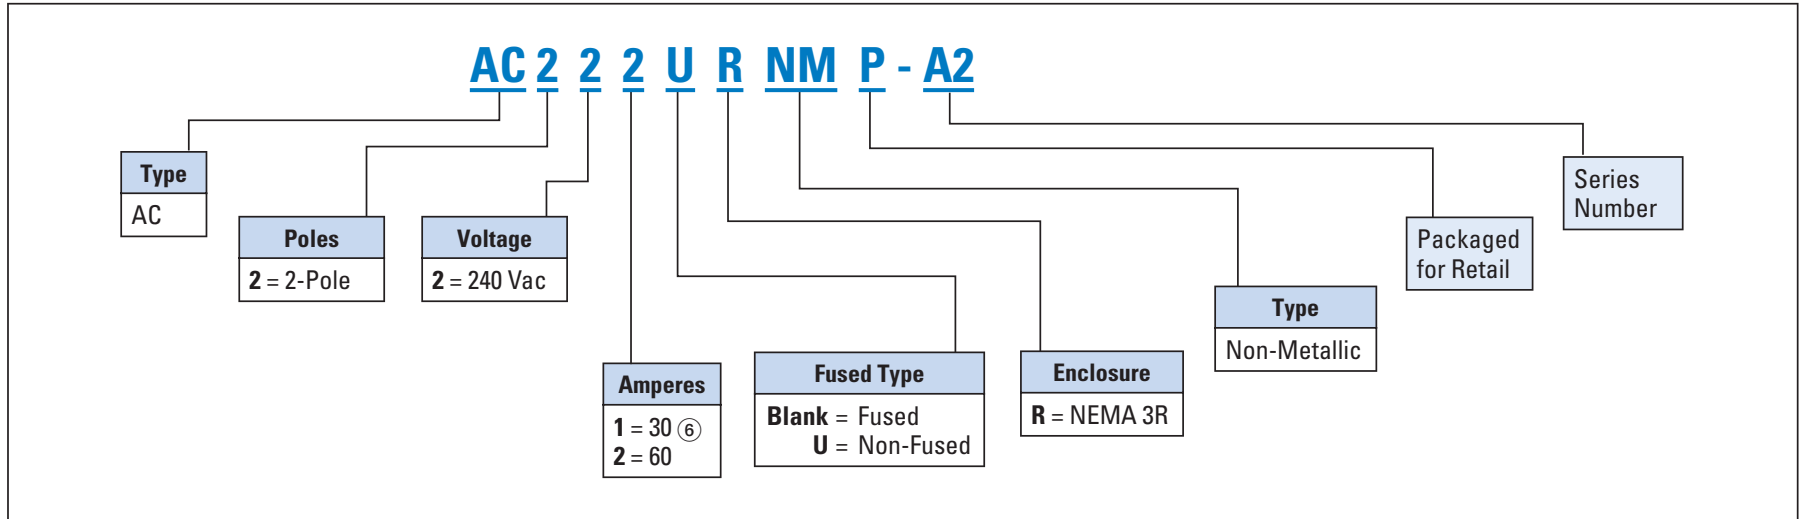 AC 2 2 2 U R NM P - A2
Type
AC
Poles
2 = 2-Pole
Voltage
2 = 240 Vac
Amperes
1 = 30 ⑥
2 = 60
Fused Type
Blank = Fused
U = Non-Fused
Enclosure
R = NEMA 3R
Type
Non-Metallic
Packaged
for Retail
Series
Number